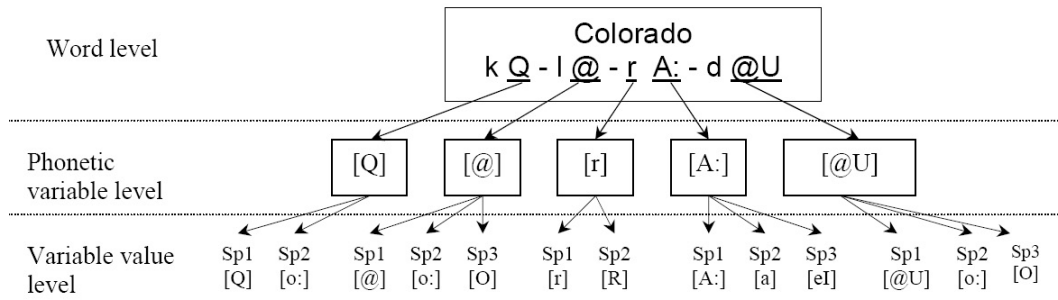 Word level
Colorado
k Q - l @ - r A: - d @U
Phonetic
variable level
[Q] [@] [r] [A:] [@U]
Variable value
level
Sp1 Sp2 Sp1 Sp2 Sp3 Sp1 Sp2 Sp1 Sp2 Sp3 Sp1 Sp2 Sp3
[Q] [o:] [@] [o:] [O] [r] [R] [A:] [a] [eI] [@U] [o:] [O]